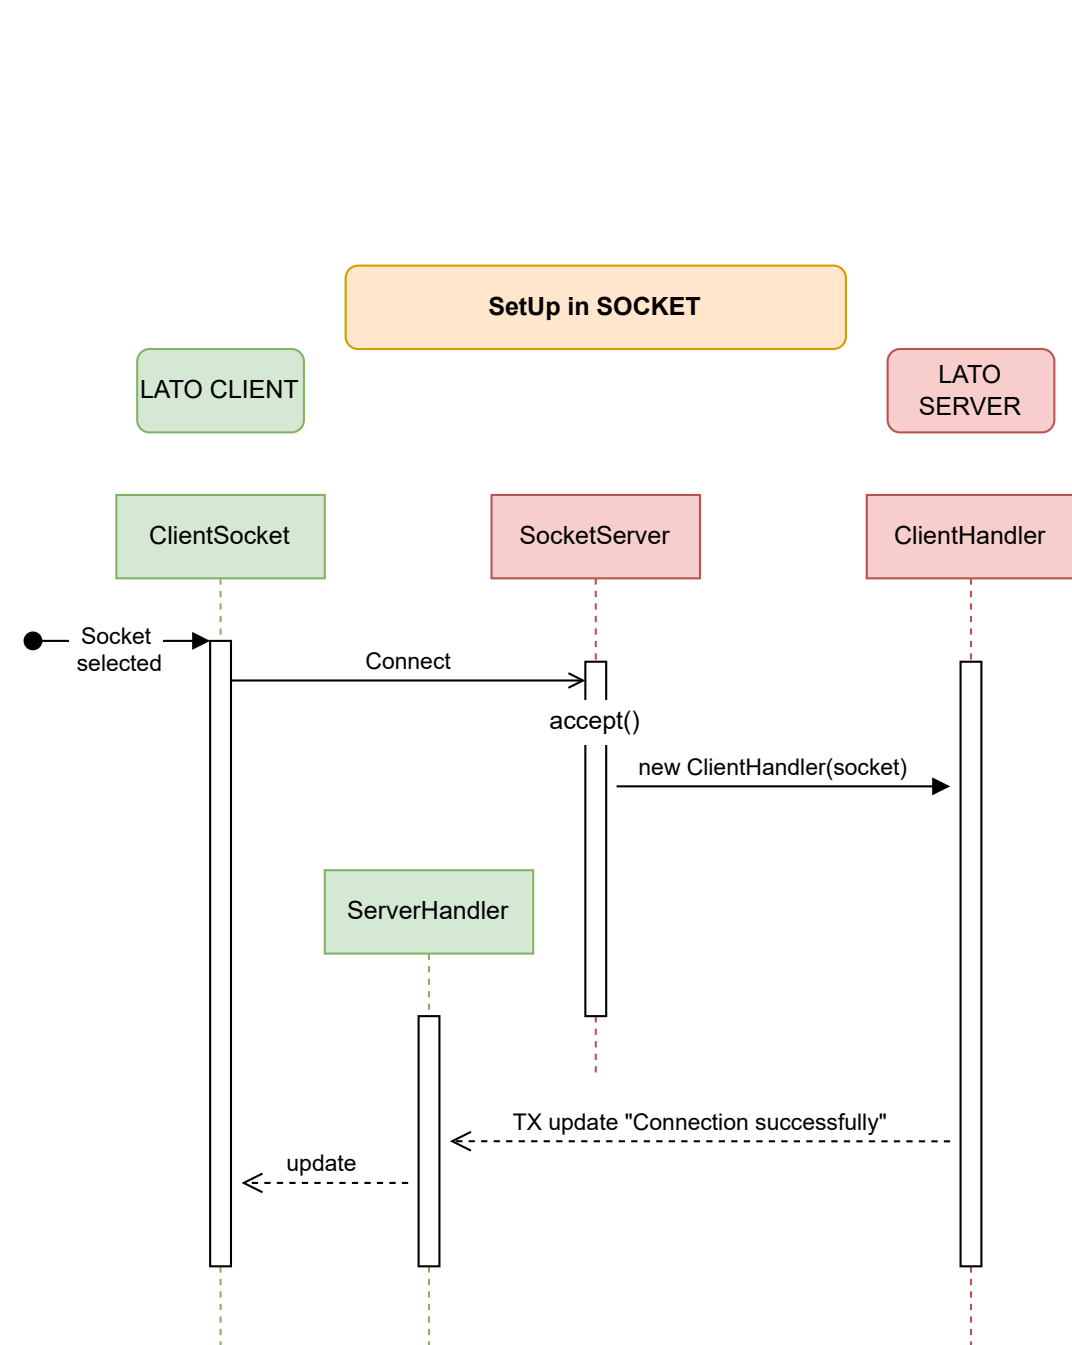 SetUp in SOCKET
LATO CLIENT
LATO
SERVER
ClientSocket
SocketServer
ClientHandler
Socket
selected
Connect
accept()
new ClientHandler(socket)
ServerHandler
TX update "Connection successfully"
update